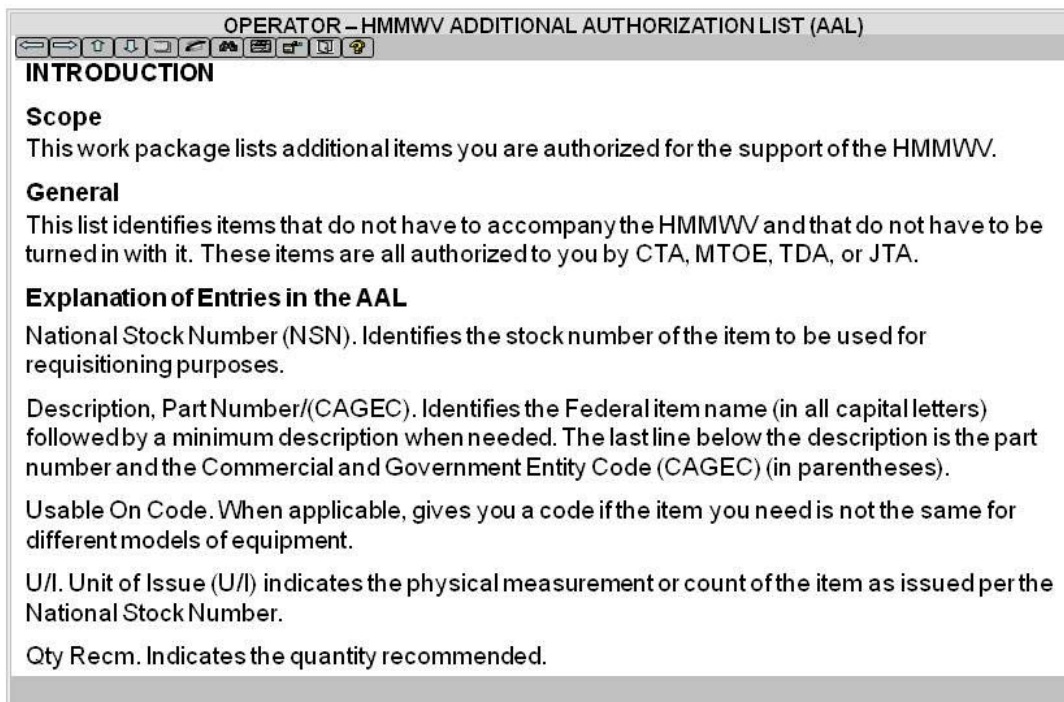 OPERATOR – HMMWV ADDITIONAL AUTHORIZATION LIST (AAL)
INTRODUCTION
Scope
This work package lists additional items you are authorized for the support of the HMMWV.
General
This list identifies items that do not have to accompany the HMMWV and that do not have to be
turned in with it. These items are all authorized to you by CTA, MTOE, TDA, or JTA.
Explanation of Entries in the AAL
National Stock Number (NSN). Identifies the stock number of the item to be used for
requisitioning purposes.
Description, Part Number/(CAGEC). Identifies the Federal item name (in all capital letters)
followed by a minimum description when needed. The last line below the description is the part
number and the Commercial and Government Entity Code (CAGEC) (in parentheses).
Usable On Code. When applicable, gives you a code if the item you need is not the same for
different models of equipment.
U/I. Unit of Issue (U/I) indicates the physical measurement or count of the item as issued per the
National Stock Number.
Qty Recm. Indicates the quantity recommended.